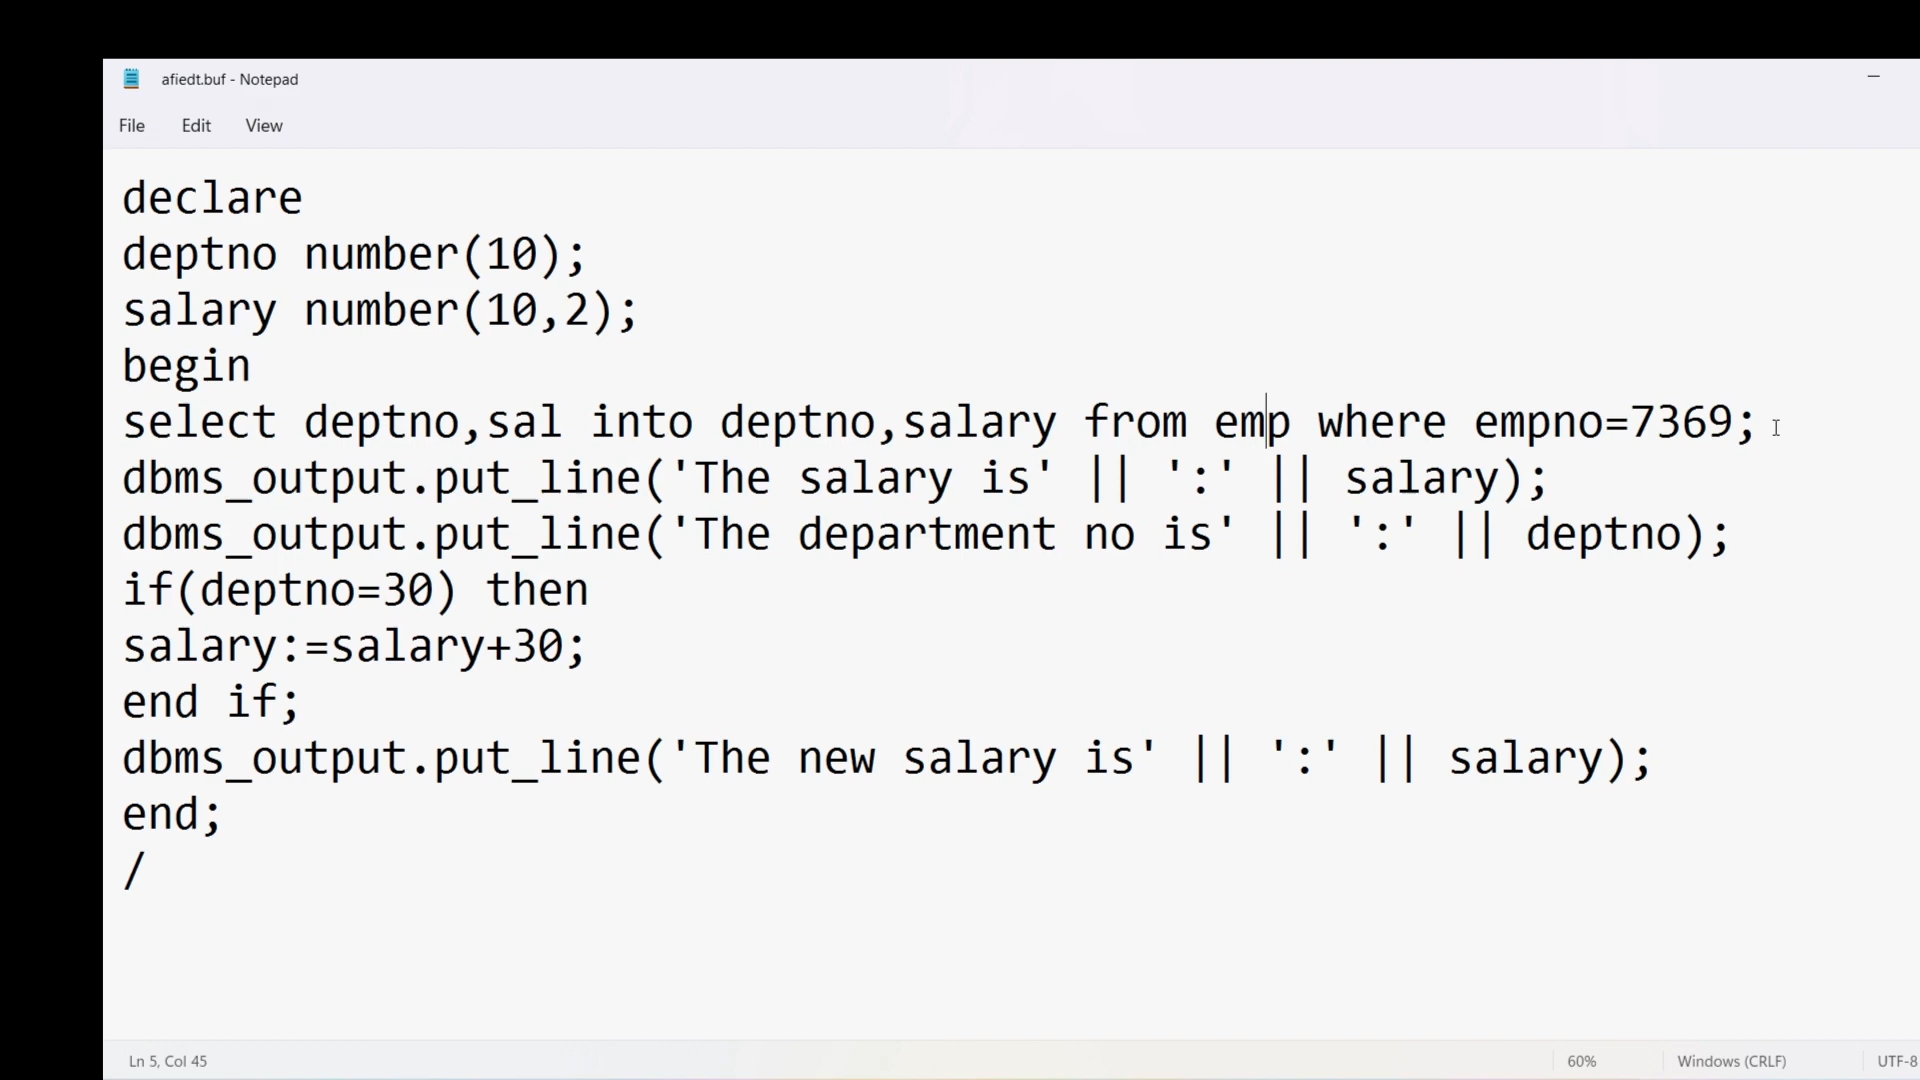 afiedt.buf - Notepad
File Edit View
declare
deptno number(10);
salary number(10,2);
begin
select deptno,sal into deptno,salary from emp where empno=7369;
dbms_output.put_line('The salary is' || ':' || salary);
dbms_output.put_line('The department no is' || ':' || deptno);
if(deptno=30) then
salary:=salary+30;
end if;
dbms_output.put_line('The new salary is' || ':' || salary);
end;
/
Ln 5, Col 45 60% Windows (CRLF) UTF-8